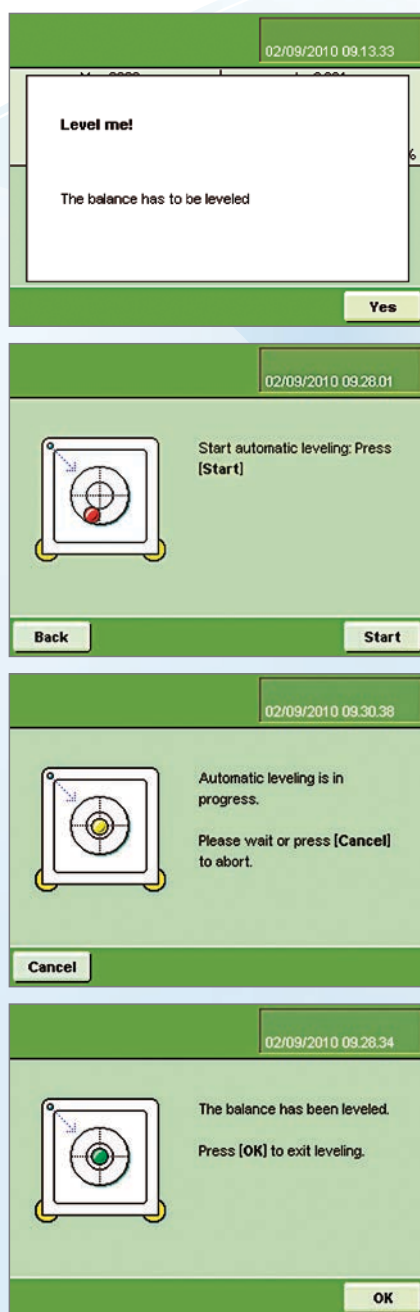 02/09/2010 09.13.33
Level me!
%
The balance has to be leveled
Yes
02/09/2010 09.28.01
Start automatic leveling: Press
[Start]
Back
Start
02/09/2010 09.30.38
Automatic leveling is in
progress.
Please wait or press [Cancel]
to abort.
Cancel
02/09/2010 09.28.34
The balance has been leveled.
Press [OK] to exit leveling.
OK